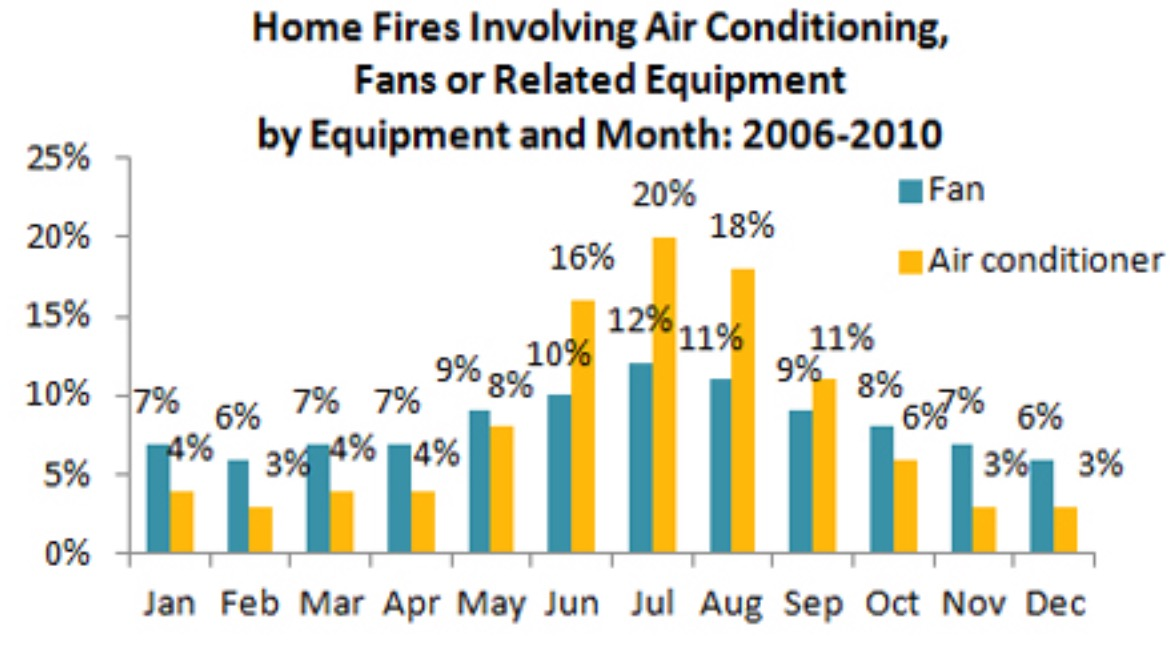 Home Fires Involving Air Conditioning,
Fans or Related Equipment
by Equipment and Month: 2006-2010
25%
20%
15%
10%
5%
0%
Fan
Air conditioner
7% 4% 6% 3% 7% 4% 7% 4% 9% 8% 10% 16% 12% 20% 11% 18% 9% 11% 8% 6% 7% 3% 6% 3%
Jan Feb Mar Apr May Jun Jul Aug Sep Oct Nov Dec